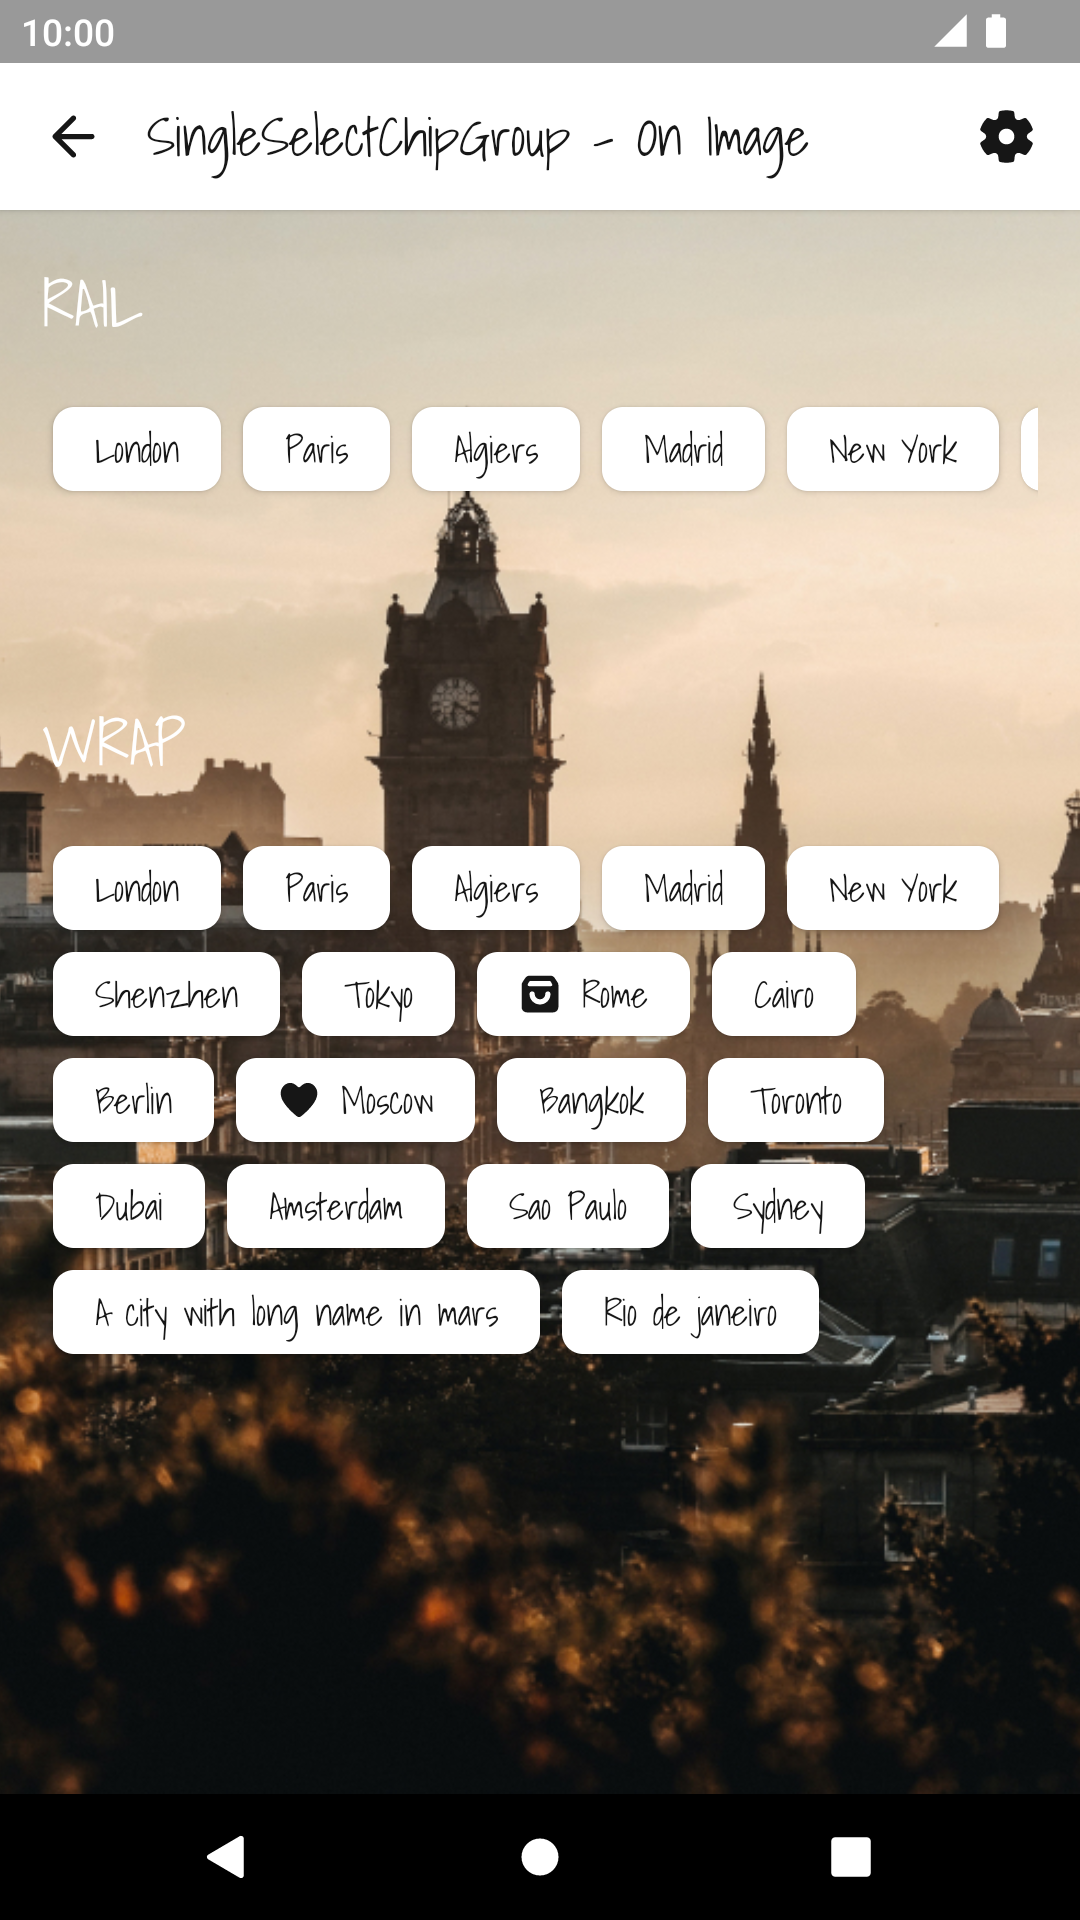 10:00
SingleSelectChipGroup - On Image
RAIL
London Paris Algiers Madrid New York
WRAP
London Paris Algiers Madrid New York
Shenzhen Tokyo Rome Cairo
Berlin Moscow Bangkok Toronto
Dubai Amsterdam Sao Paulo Sydney
A city with long name in mars Rio de janeiro